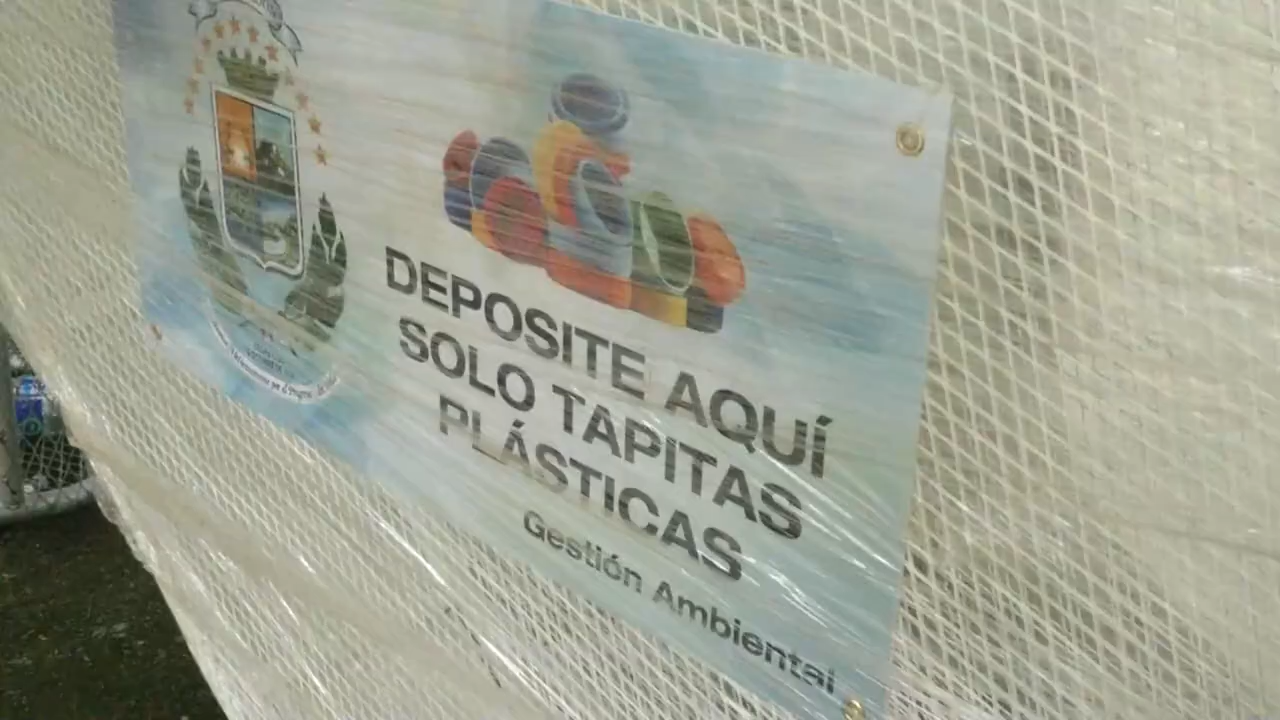 DEPOSITE AQUÍ
SOLO TAPITAS
PLÁSTICAS
Gestión Ambiental